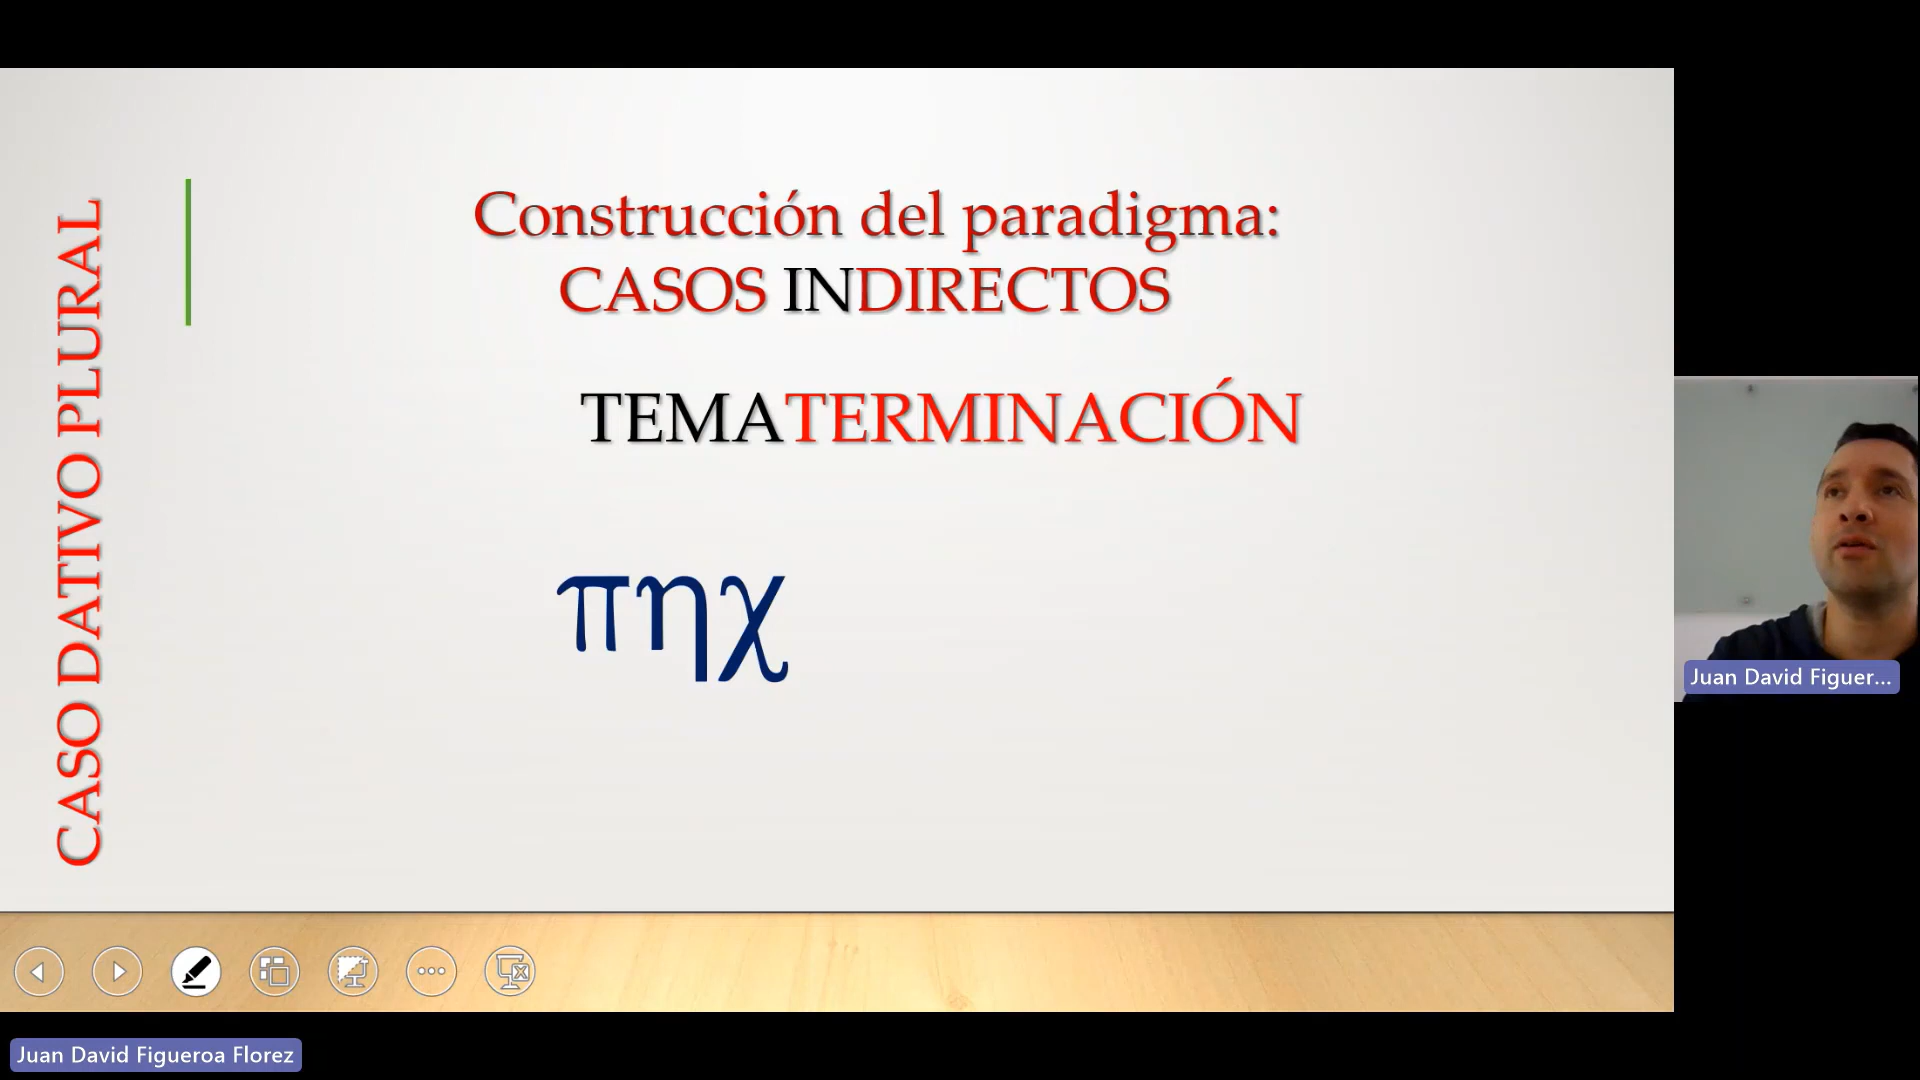 CASO DATIVO PLURAL
Construcción del paradigma:
CASOS INDIRECTOS
TEMATERMINACIÓN
πηχ
Juan David Figuer...
Juan David Figueroa Florez